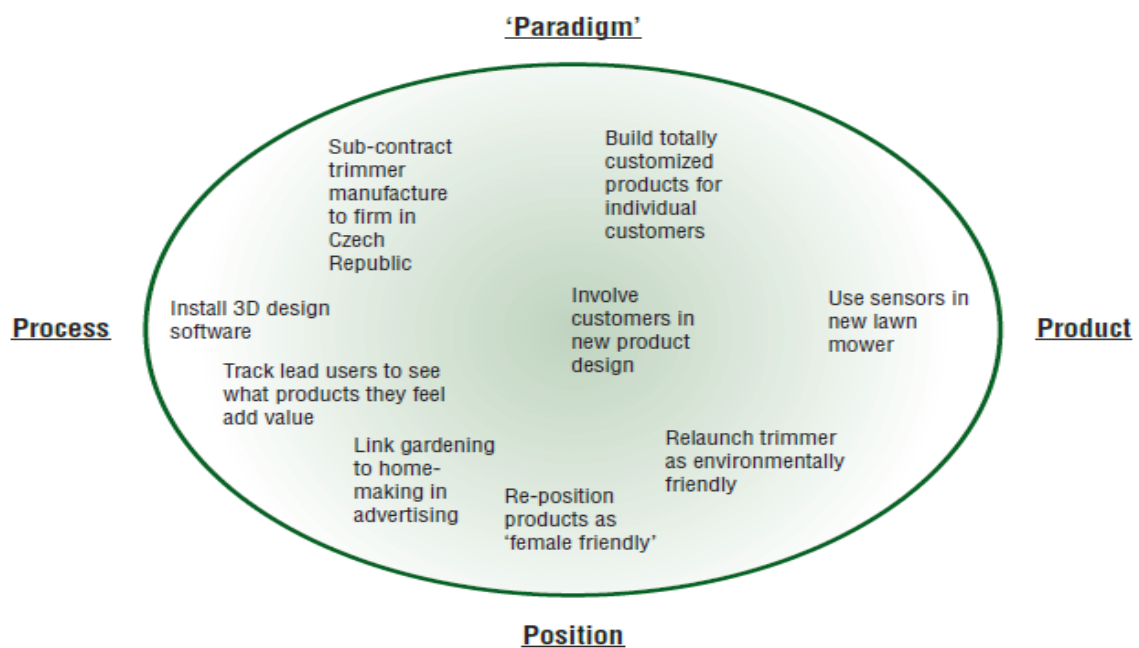 ‘Paradigm’
Sub-contract
trimmer
manufacture
to firm in
Czech
Republic
Build totally
customized
products for
individual
customers
Process
Install 3D design
software
Involve
customers in
new product
design
Use sensors in
new lawn
mower
Product
Track lead users to see
what products they feel
add value
Link gardening
to home-
making in
advertising
Re-position
products as
‘female friendly’
Relaunch trimmer
as environmentally
friendly
Position